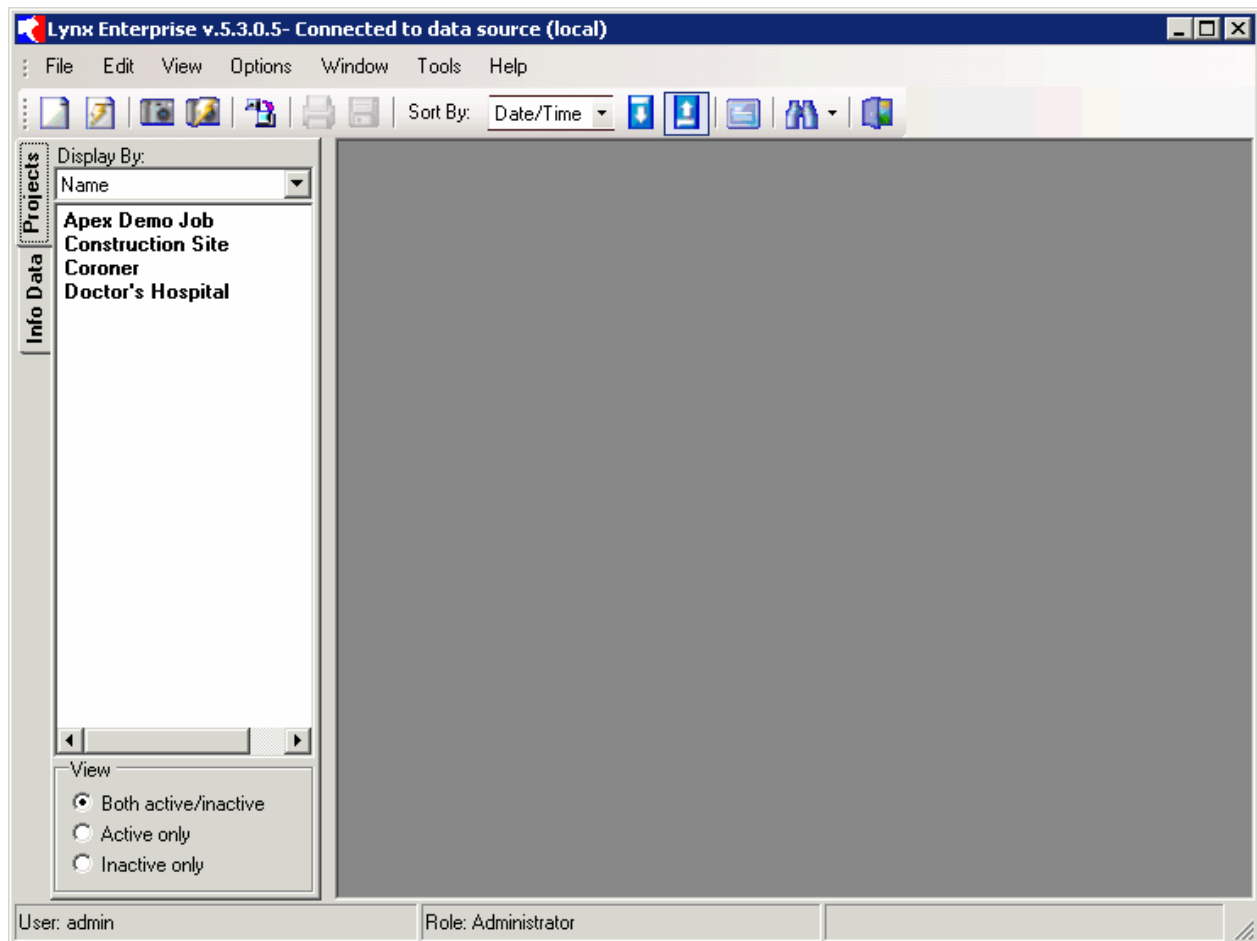 Lynx Enterprise v.5.3.0.5- Connected to data source (local)
File Edit View Options Window Tools Help
Sort By: Date/Time
Projects
Info Data
Display By:
Name
Apex Demo Job
Construction Site
Coroner
Doctor's Hospital
View
Both active/inactive
Active only
Inactive only
User: admin
Role: Administrator